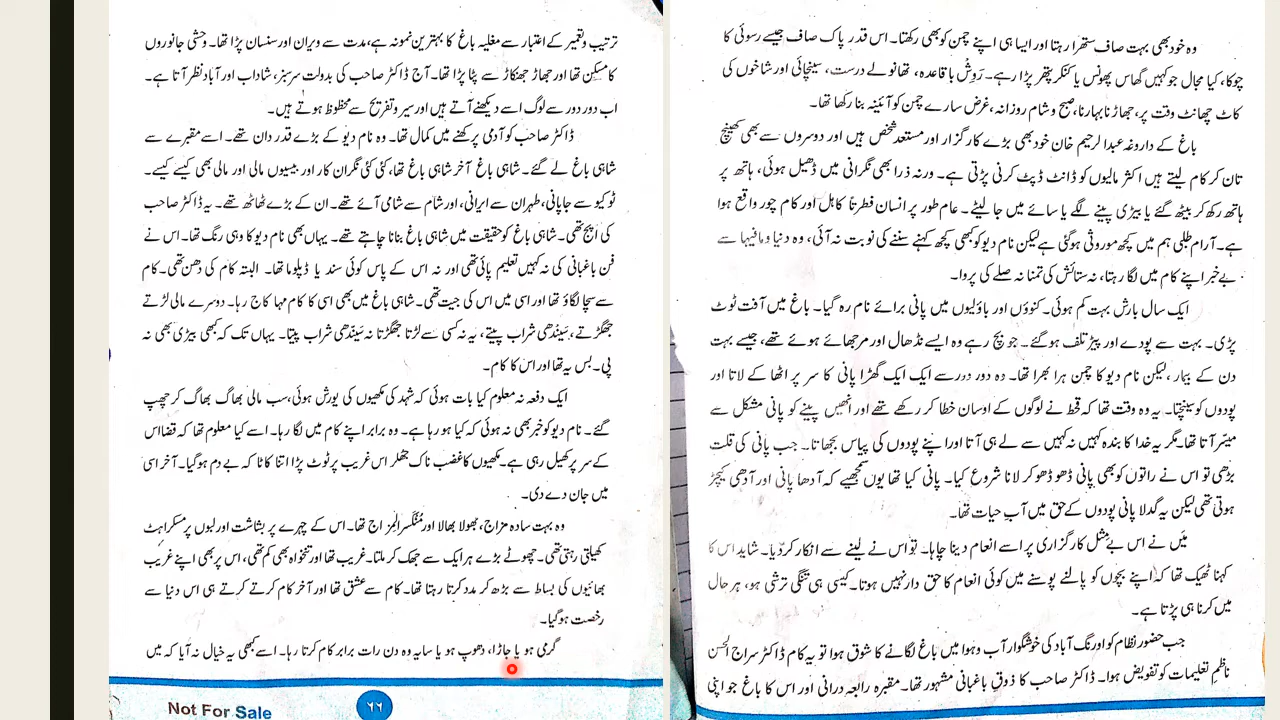 وہ خود بھی بہت صاف ستھرا رہتا اور ایسا ہی اپنے چمن کو بھی رکھتا۔ اس قدر پاک صاف جیسے رسوئی کا
چوکا، کیا مجال جو کہیں گھاس پھونس یا کنکر پتھر پڑا رہے۔ رَوِش باقاعدہ، تھانولے درست، سینچائی اور شاخوں کی
کاٹ چھانٹ وقت پر، جھاڑنا بہارنا، صبح و شام روزانہ، غرض سارے چمن کو آئینہ بنا رکھا تھا۔
باغ کے داروغہ عبدالرحیم خان خود بھی بڑے کارگزار اور مستعد شخص ہیں اور دوسروں سے بھی کھینچ
تان کر کام لیتے ہیں اکثر مالیوں کو ڈانٹ ڈپٹ کرنی پڑتی ہے۔ ورنہ ذرا بھی نگرانی میں ڈھیل ہوئی، ہاتھ پر
ہاتھ رکھ کر بیٹھ گئے یا بیڑی پینے لگے یا سائے میں جا لیٹے۔ عام طور پر انسان فطرتاً کاہل اور کام چور واقع ہوا
ہے۔ آرام طلبی ہم میں کچھ موروثی ہو گئی ہے لیکن نام دیو کو کبھی کچھ کہنے سننے کی نوبت نہ آئی، وہ دنیا و مافیہا سے
بے خبر اپنے کام میں لگا رہتا، نہ ستائش کی تمنا نہ صلے کی پروا۔
ایک سال بارش بہت کم ہوئی۔ کنوؤں اور باؤلیوں میں پانی برائے نام رہ گیا۔ باغ میں آفت ٹوٹ
پڑی۔ بہت سے پودے اور پیڑ تلف ہو گئے۔ جو بچ رہے وہ ایسے نڈھال اور مرجھائے ہوئے تھے، جیسے بہت
دن کے بیمار، لیکن نام دیو کا چمن ہرا بھرا تھا۔ وہ دور دور سے ایک ایک گھڑا پانی کا سر پر اٹھا کے لاتا اور
پودوں کو سینچتا۔ یہ وہ وقت تھا کہ قحط نے لوگوں کے اوسان خطا کر رکھے تھے اور انھیں پینے کو پانی مشکل سے
میسر آتا تھا۔ مگر یہ خدا کا بندہ کہیں نہ کہیں سے لے ہی آتا اور اپنے پودوں کی پیاس بجھاتا۔ جب پانی کی قلت
بڑھی تو اس نے راتوں کو بھی پانی ڈھو ڈھو کر لانا شروع کیا۔ پانی کیا تھا یوں سمجھیے کہ آدھا پانی اور آدھی کیچڑ
ہوتی تھی لیکن یہ گدلا پانی پودوں کے حق میں آبِ حیات تھا۔
میں نے اس بے مثل کارگزاری پر اسے انعام دینا چاہا۔ تو اس نے لینے سے انکار کر دیا۔ شاید اس کا
کہنا ٹھیک تھا کہ اپنے بچوں کو پالنے پوسنے میں کوئی انعام کا حق دار نہیں ہوتا۔ کیسی ہی تنگی ترشی ہو، ہر حال
میں کرنا ہی پڑتا ہے۔
جب حضور نظام کو اورنگ آباد کی خوشگوار آب و ہوا میں باغ لگانے کا شوق ہوا تو یہ کام ڈاکٹر سراج الحسن
ناظمِ تعلیمات کو تفویض ہوا۔ ڈاکٹر صاحب کا ذوقِ باغبانی مشہور تھا۔ مقبرہ رابعہ درانی اور اس کا باغ جو اپنی
ترتیب و تعمیر کے اعتبار سے مغلیہ باغ کا بہترین نمونہ ہے، مدت سے ویران اور سنسان پڑا تھا۔ وحشی جانوروں
کا مسکن تھا اور جھاڑ جھنکاڑ سے پٹا پڑا تھا۔ آج ڈاکٹر صاحب کی بدولت سرسبز، شاداب اور آباد نظر آتا ہے۔
اب دور دور سے لوگ اسے دیکھنے آتے ہیں اور سیر و تفریح سے محظوظ ہوتے ہیں۔
ڈاکٹر صاحب کو آدمی پرکھنے میں کمال تھا۔ وہ نام دیو کے بڑے قدر دان تھے۔ اسے مقبرے سے
شاہی باغ لے گئے۔ شاہی باغ آخر شاہی باغ تھا، کئی کئی نگران کار اور بیسیوں مالی اور مالی بھی کیسے کیسے۔
ٹوکیو سے جاپانی، طہران سے ایرانی، اور شام سے شامی آئے تھے۔ ان کے بڑے ٹھاٹھ تھے۔ یہ ڈاکٹر صاحب
کی اپج تھی۔ شاہی باغ کو حقیقت میں شاہی باغ بنانا چاہتے تھے۔ یہاں بھی نام دیو کا وہی رنگ تھا۔ اس نے
فن باغبانی کی نہ کہیں تعلیم پائی تھی اور نہ اس کے پاس کوئی سند یا ڈپلوما تھا۔ البتہ کام کی دھن تھی۔ کام
سے سچا لگاؤ تھا اور اسی میں اس کی جیت تھی۔ شاہی باغ میں بھی اسی کا کام مہا کاج رہا۔ دوسرے مالی لڑتے
جھگڑتے، سَیندھی شراب پیتے، یہ نہ کسی سے لڑتا جھگڑتا نہ سَیندھی شراب پیتا۔ یہاں تک کہ کبھی بیڑی بھی نہ
پی۔ بس یہ تھا اور اس کا کام۔
ایک دفعہ نہ معلوم کیا بات ہوئی کہ شہد کی مکھیوں کی یورش ہوئی، سب مالی بھاگ بھاگ کر چھپ
گئے۔ نام دیو کو خبر بھی نہ ہوئی کہ کیا ہو رہا ہے۔ وہ برابر اپنے کام میں لگا رہا۔ اسے کیا معلوم تھا کہ قضا اس
کے سر پر کھیل رہی ہے۔ مکھیوں کا غضب ناک جھلڑ اس غریب پر ٹوٹ پڑا اتنا کاٹا کہ بے دم ہو گیا۔ آخر اسی
میں جان دے دی۔
وہ بہت سادہ مزاج، بھولا بھالا اور مُنکسر المِزاج تھا۔ اس کے چہرے پر بشاشت اور لبوں پر مسکراہٹ
کھیلتی رہتی تھی۔ چھوٹے بڑے ہر ایک سے جھک کر ملتا۔ غریب تھا اور تنخواہ بھی کم تھی، اس پر بھی اپنے غریب
بھائیوں کی بساط سے بڑھ کر مدد کرتا رہتا تھا۔ کام سے عشق تھا اور آخر کام کرتے کرتے ہی اس دنیا سے
رخصت ہو گیا۔
گرمی ہو یا جاڑا، دھوپ ہو یا سایہ وہ دن رات برابر کام کرتا رہا۔ اسے کبھی یہ خیال نہ آیا کہ میں
Not For Sale
٦٦